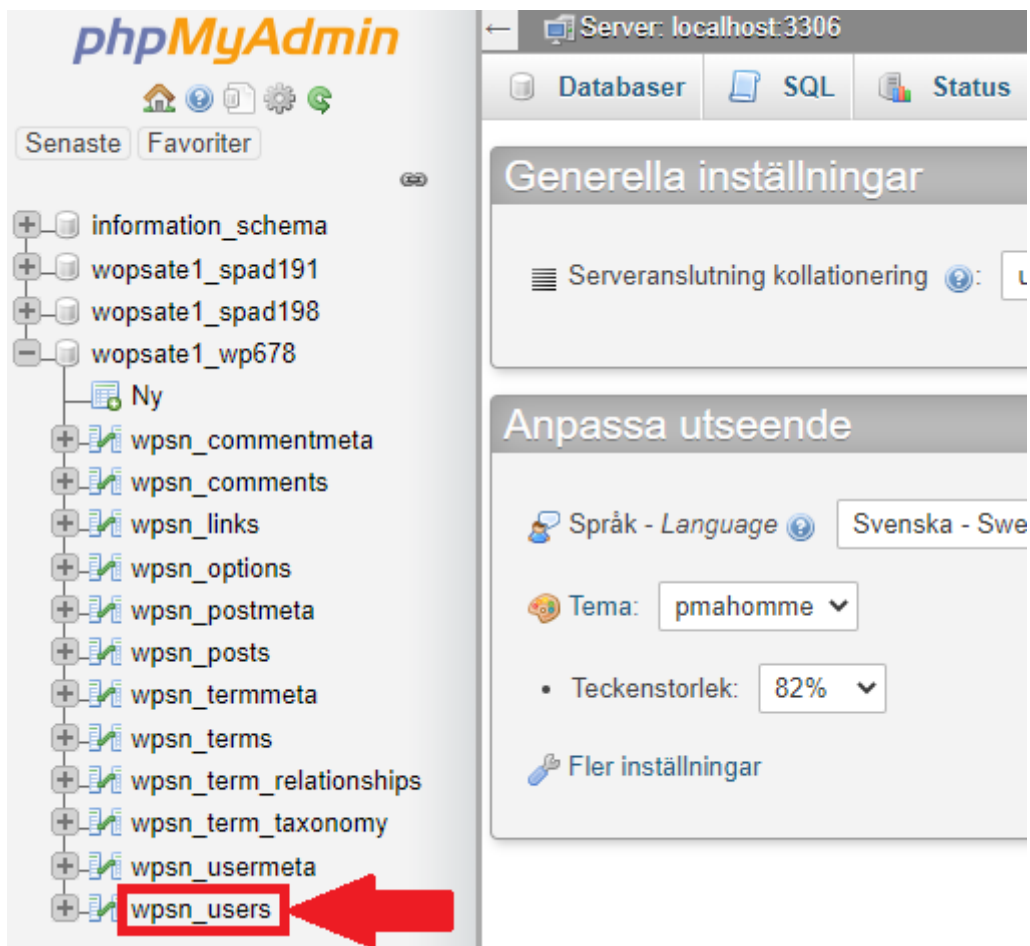 phpMyAdmin
Senaste Favoriter
information_schema
wopsate1_spad191
wopsate1_spad198
wopsate1_wp678
Ny
wpsn_commentmeta
wpsn_comments
wpsn_links
wpsn_options
wpsn_postmeta
wpsn_posts
wpsn_termmeta
wpsn_terms
wpsn_term_relationships
wpsn_term_taxonomy
wpsn_usermeta
wpsn_users
← Server: localhost:3306
Databaser SQL Status
Generella inställningar
Serveranslutning kollationering : u
Anpassa utseende
Språk - Language Svenska - Swe
Tema: pmahomme
• Teckenstorlek: 82%
Fler inställningar